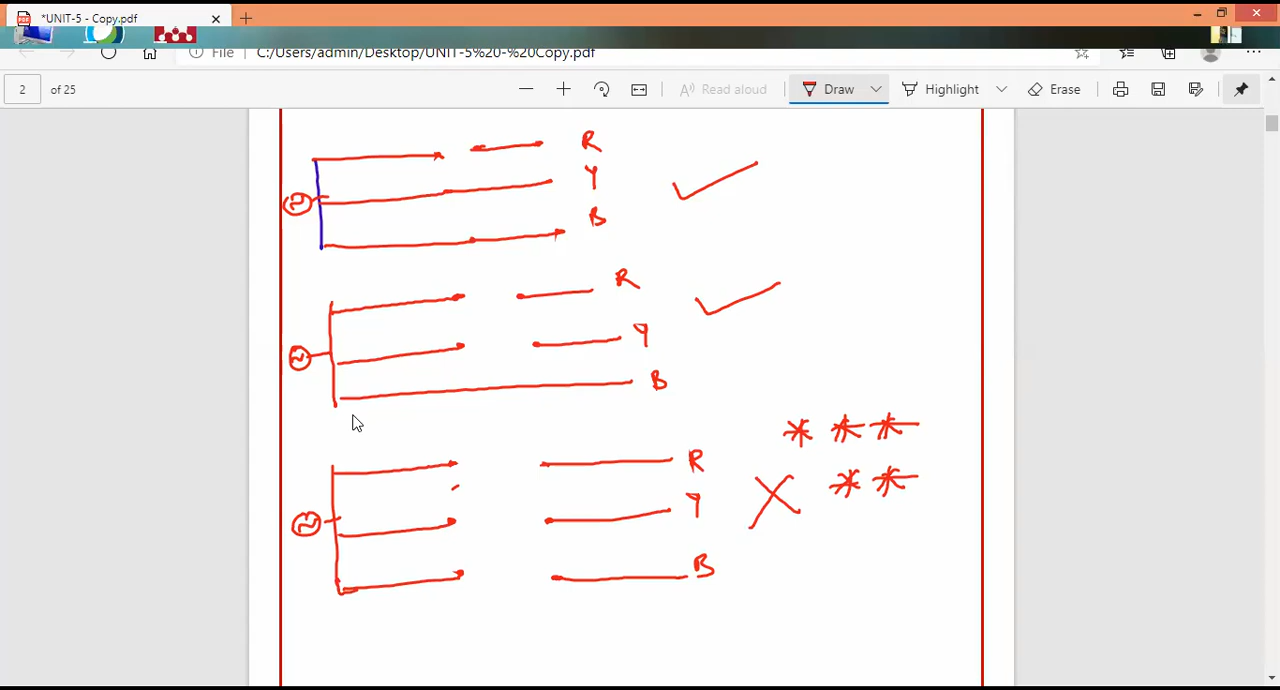 *UNIT-5 - Copy.pdf
File C:/Users/admin/Desktop/UNIT-5%20-%20Copy.pdf
2 of 25 Read aloud Draw Highlight Erase
R
Y
B
R
Y
B
* * *
R
* *
Y
B